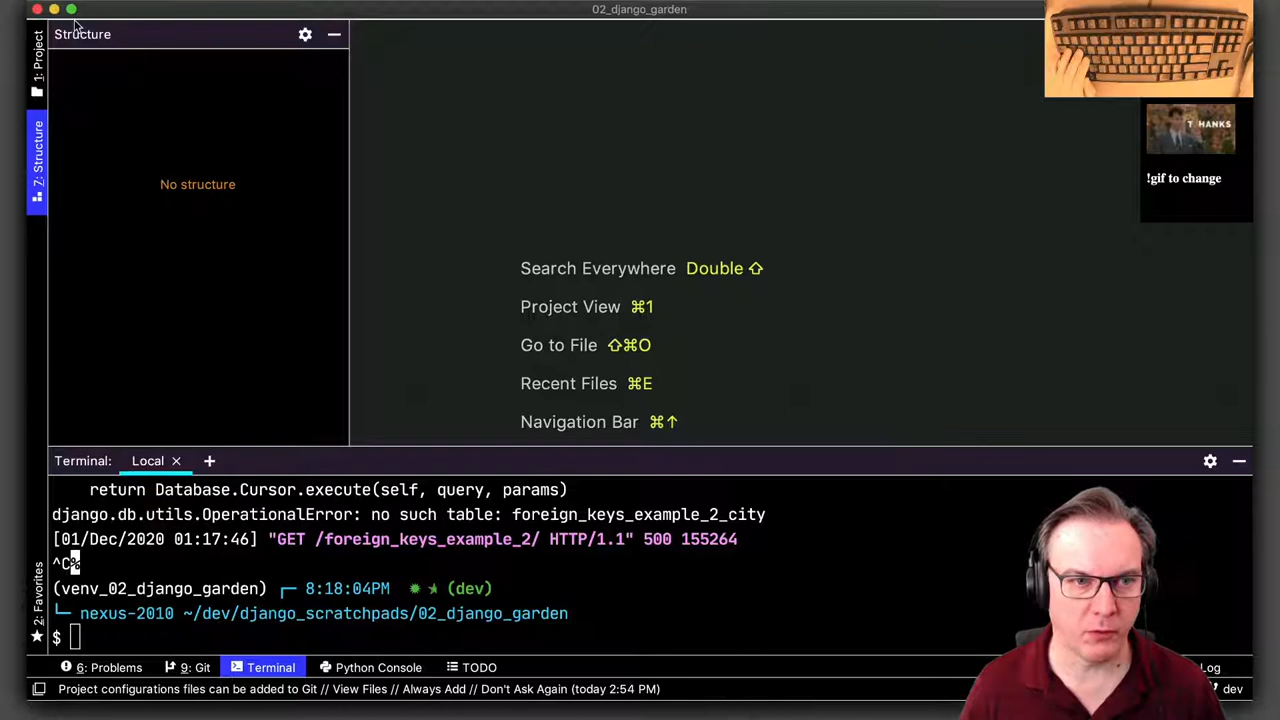 02_django_garden
1: Project
Structure
7: Structure
No structure
T HANKS
!gif to change
Search Everywhere Double ⇧
Project View ⌘1
Go to File ⇧⌘O
Recent Files ⌘E
Navigation Bar ⌘↑
Terminal: Local × +
return Database.Cursor.execute(self, query, params)
django.db.utils.OperationalError: no such table: foreign_keys_example_2_city
[01/Dec/2020 01:17:46] "GET /foreign_keys_example_2/ HTTP/1.1" 500 155264
^C%
(venv_02_django_garden) ┌─ 8:18:04PM ✹ ★ (dev)
└─ nexus-2010 ~/dev/django_scratchpads/02_django_garden
$
2: Favorites
6: Problems 9: Git Terminal Python Console TODO Log
Project configurations files can be added to Git // View Files // Always Add // Don't Ask Again (today 2:54 PM) dev